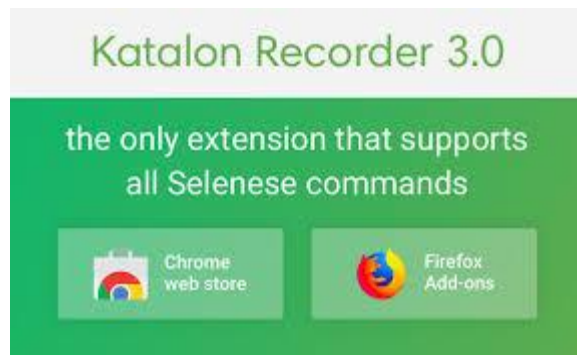 Katalon Recorder 3.0
the only extension that supports
all Selenese commands
Chrome
web store
Firefox
Add-ons